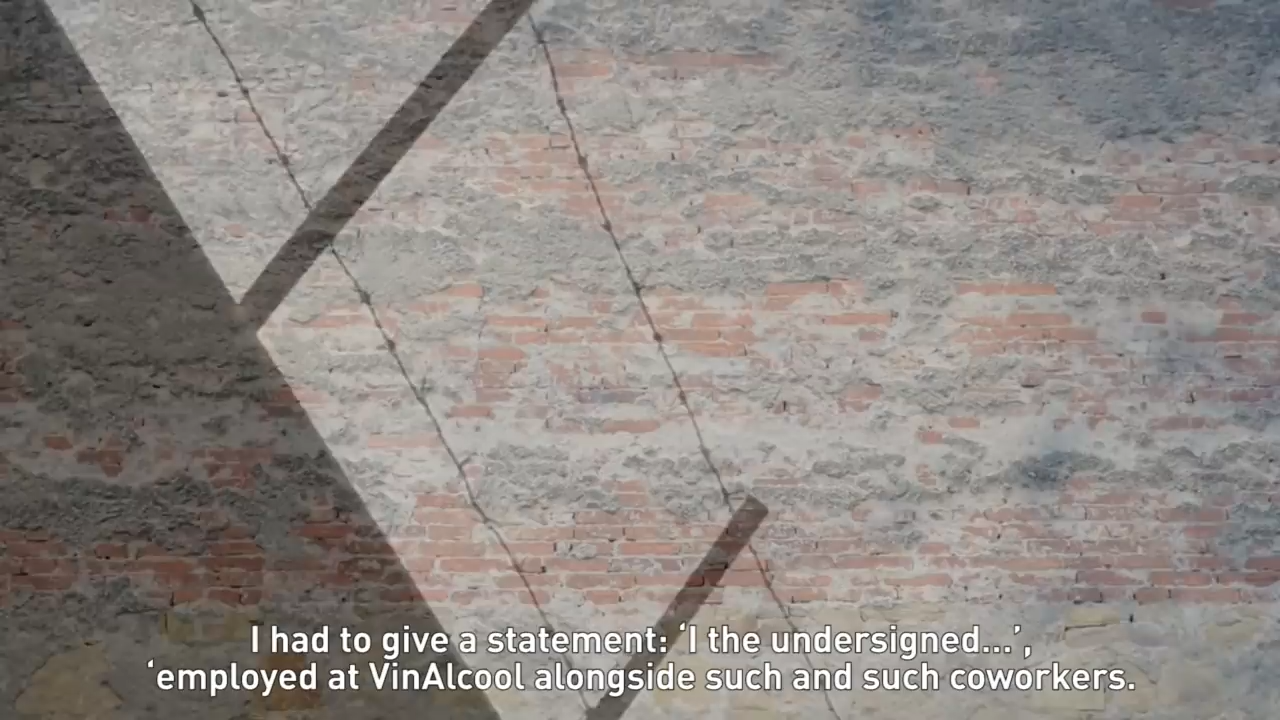 I had to give a statement: ‘I the undersigned...’,
‘employed at VinAlcool alongside such and such coworkers.